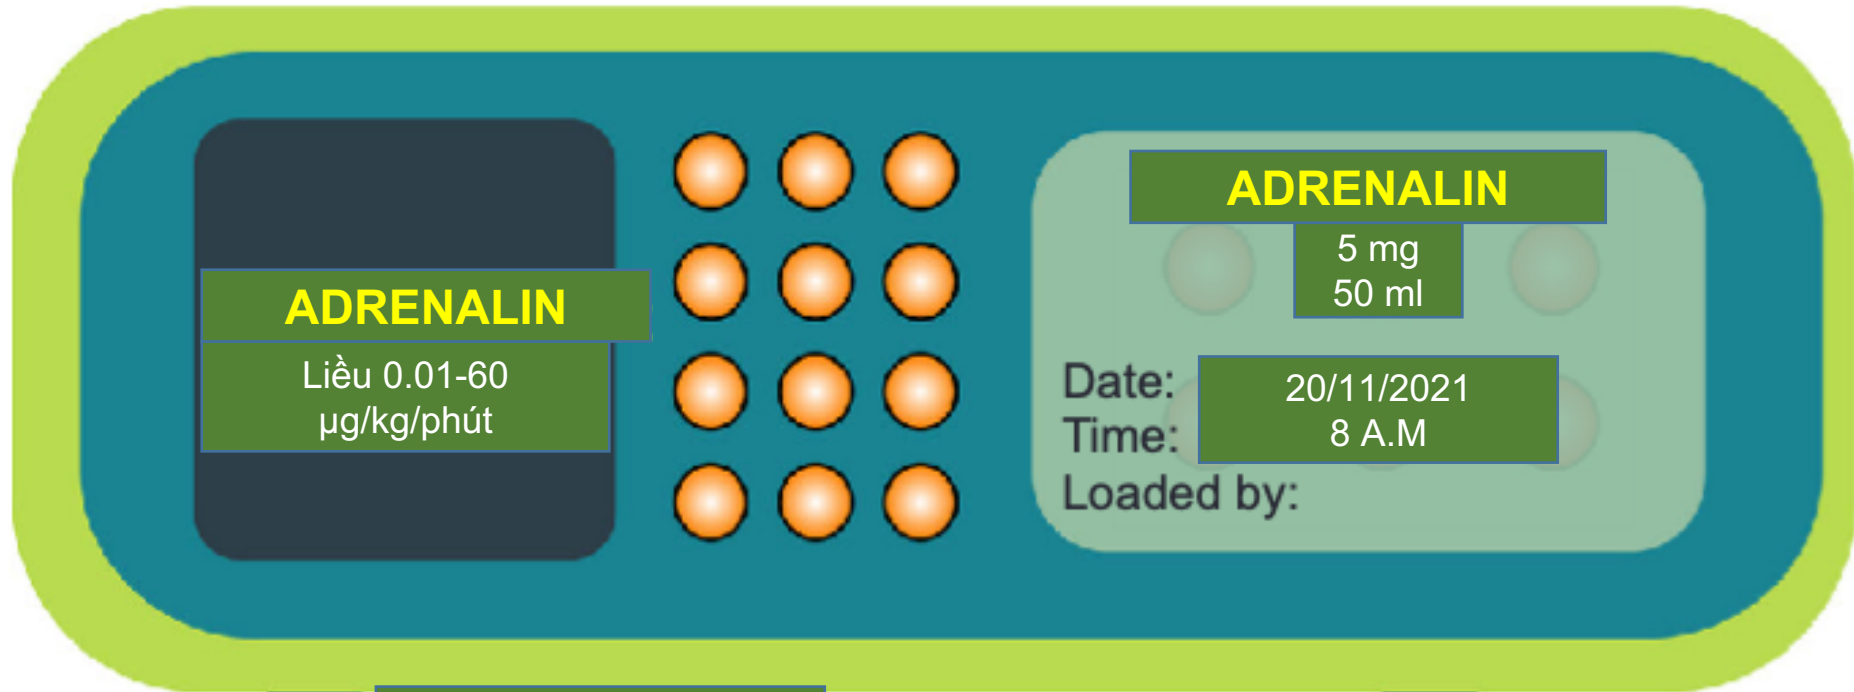 ADRENALIN
Liều 0.01-60
µg/kg/phút
ADRENALIN
5 mg
50 ml
Date: 20/11/2021
Time: 8 A.M
Loaded by: